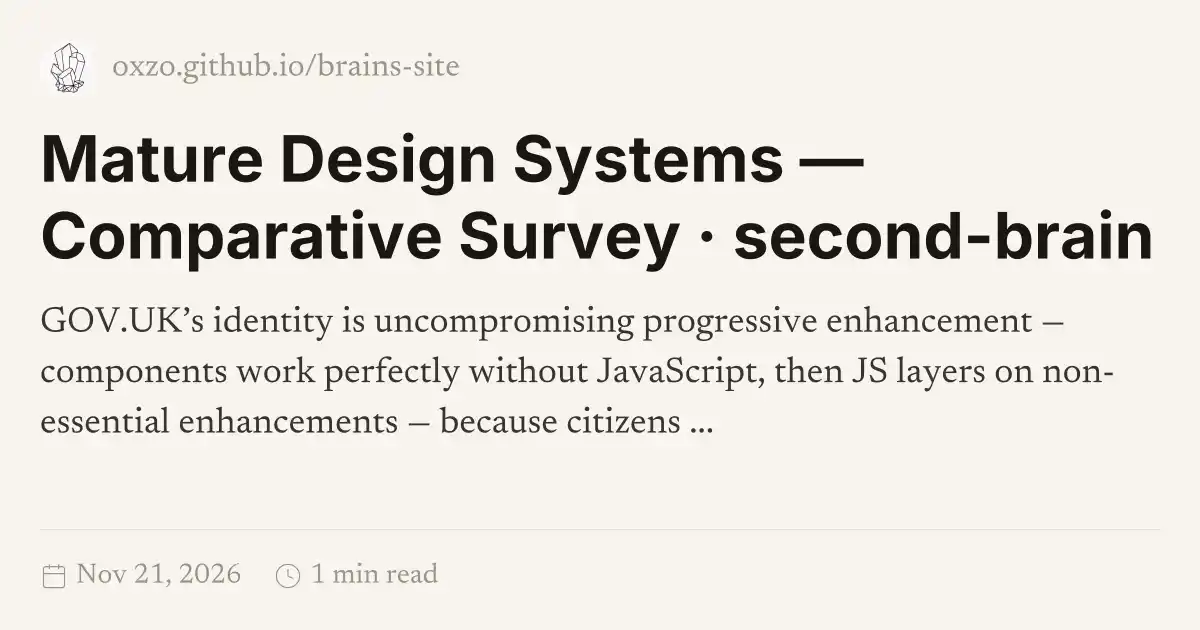 oxzo.github.io/brains-site
Mature Design Systems —
Comparative Survey · second-brain
GOV.UK’s identity is uncompromising progressive enhancement —
components work perfectly without JavaScript, then JS layers on non-
essential enhancements — because citizens ...
Nov 21, 2026 1 min read